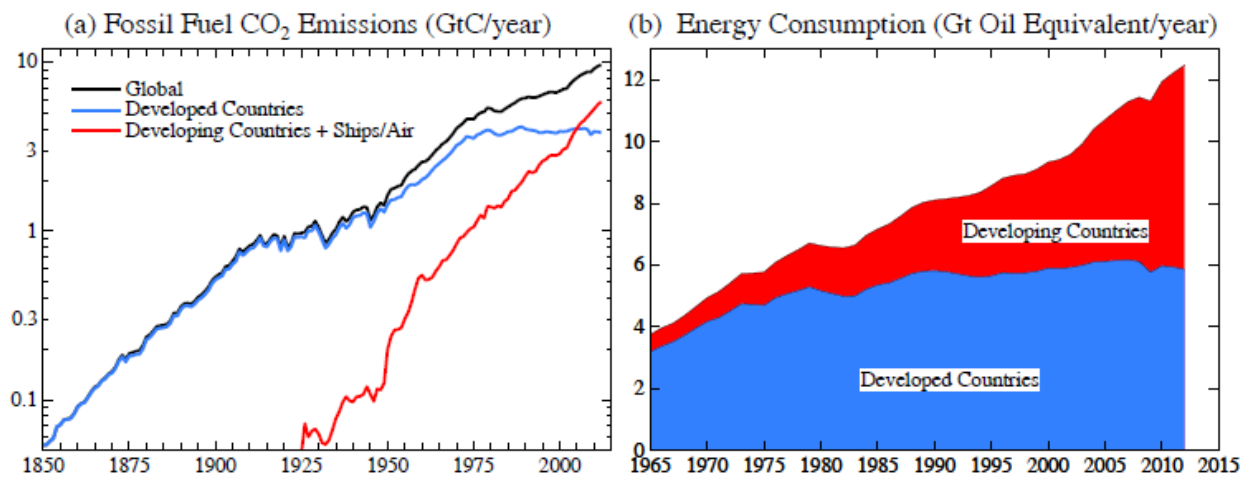 (a) Fossil Fuel CO₂ Emissions (GtC/year)
10
3
1
0.3
0.1
Global
Developed Countries
Developing Countries + Ships/Air
1850 1875 1900 1925 1950 1975 2000
(b) Energy Consumption (Gt Oil Equivalent/year)
12
10
8
6
4
2
0
Developing Countries
Developed Countries
1965 1970 1975 1980 1985 1990 1995 2000 2005 2010 2015